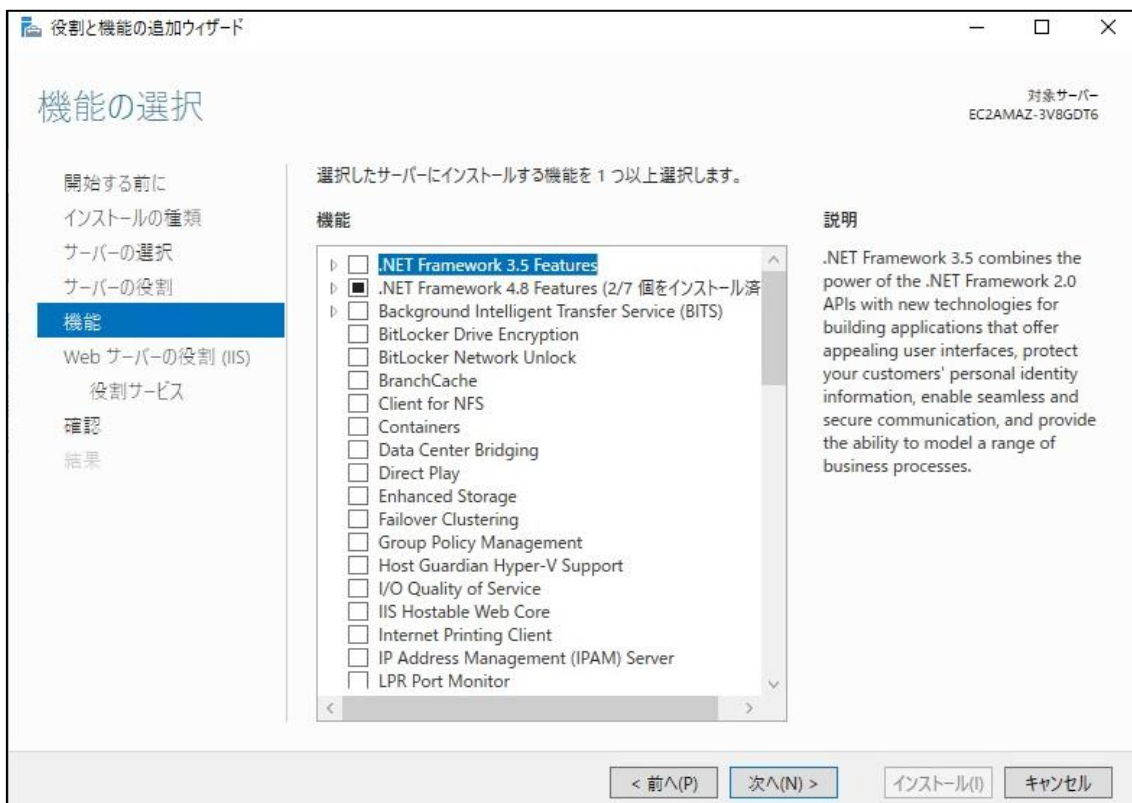 役割と機能の追加ウィザード
機能の選択
対象サーバー
EC2AMAZ-3V8GDT6
開始する前に
インストールの種類
サーバーの選択
サーバーの役割
機能
Web サーバーの役割 (IIS)
役割サービス
確認
結果
選択したサーバーにインストールする機能を 1 つ以上選択します。
機能
.NET Framework 3.5 Features
.NET Framework 4.8 Features (2/7 個をインストール済
Background Intelligent Transfer Service (BITS)
BitLocker Drive Encryption
BitLocker Network Unlock
BranchCache
Client for NFS
Containers
Data Center Bridging
Direct Play
Enhanced Storage
Failover Clustering
Group Policy Management
Host Guardian Hyper-V Support
I/O Quality of Service
IIS Hostable Web Core
Internet Printing Client
IP Address Management (IPAM) Server
LPR Port Monitor
説明
.NET Framework 3.5 combines the
power of the .NET Framework 2.0
APIs with new technologies for
building applications that offer
appealing user interfaces, protect
your customers' personal identity
information, enable seamless and
secure communication, and provide
the ability to model a range of
business processes.
< 前へ(P)
次へ(N) >
インストール(I)
キャンセル